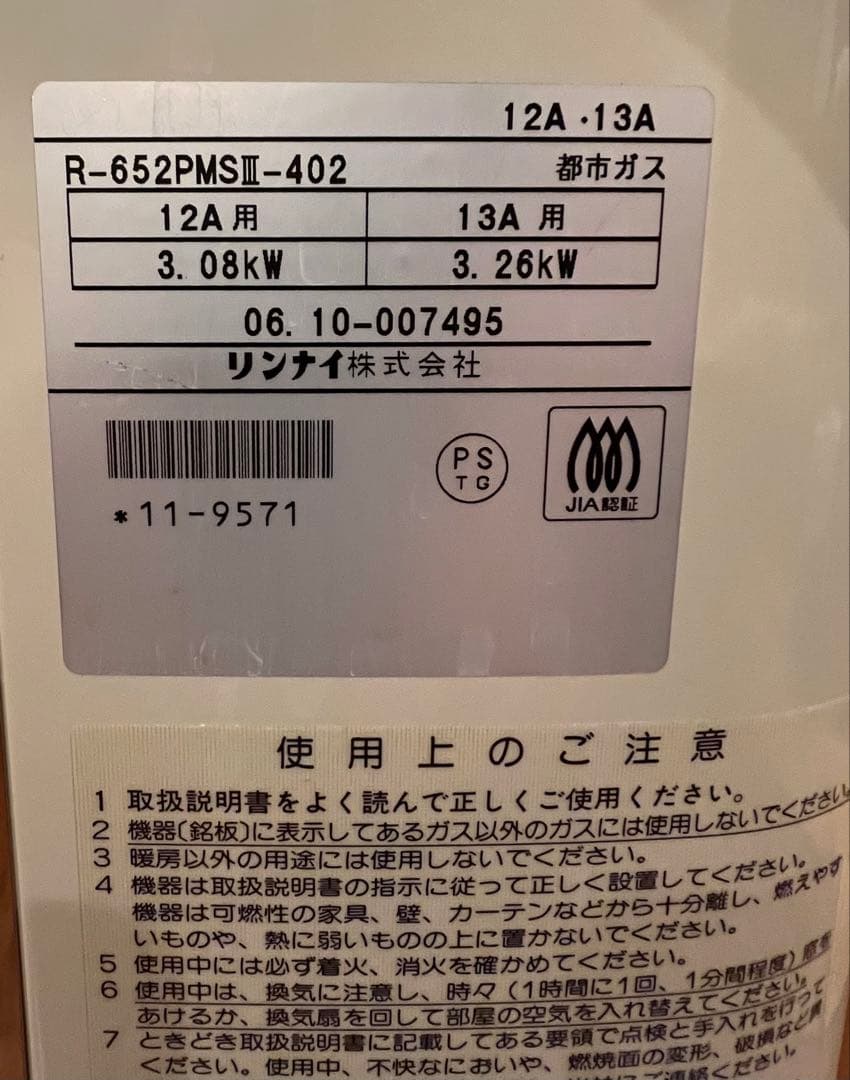 12A・13A
R-652PMSⅢ-402 都市ガス
12A用 13A 用
3.08kW 3.26kW
06.10-007495
リンナイ株式会社
*11-9571
PS
TG
JIA認証
使用上のご注意
1 取扱説明書をよく読んで正しくご使用ください。
2 機器(銘板)に表示してあるガス以外のガスには使用しないでください。
3 暖房以外の用途には使用しないでください。
4 機器は取扱説明書の指示に従って正しく設置してください。
機器は可燃性の家具、壁、カーテンなどから十分離し、燃えやす
いものや、熱に弱いものの上に置かないでください。
5 使用中には必ず着火、消火を確かめてください。
6 使用中は、換気に注意し、時々(1時間に1回、1分間程度)
あけるか、換気扇を回して部屋の空気を入れ替えてください。
7 ときどき取扱説明書に記載してある要領で点検と手入れを行って
ください。使用中、不快なにおいや、燃焼面の変形、破損など
ご連絡ください。